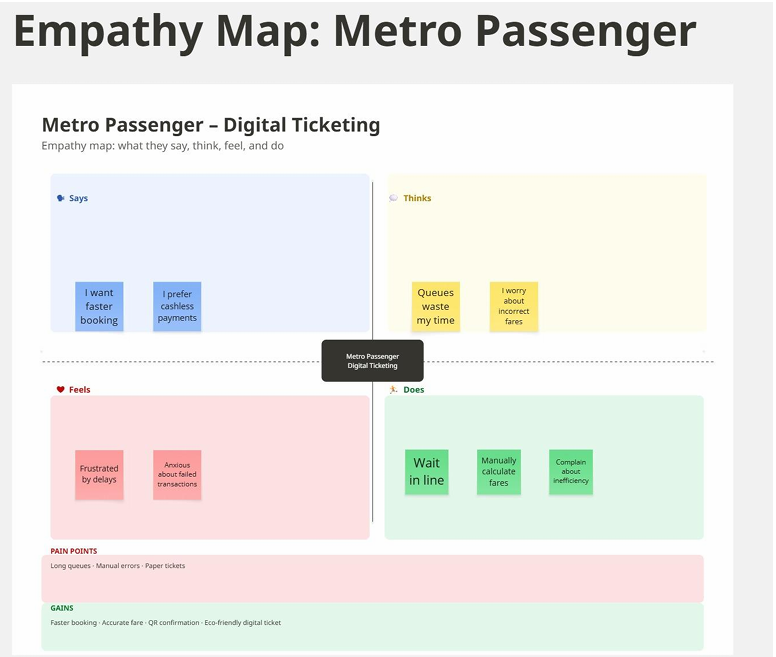 Empathy Map: Metro Passenger
Metro Passenger – Digital Ticketing
Empathy map: what they say, think, feel, and do
Says
I want
faster
booking
I prefer
cashless
payments
Thinks
Queues
waste
my time
I worry
about
incorrect
fares
Metro Passenger
Digital Ticketing
Feels
Frustrated
by delays
Anxious
about failed
transactions
Does
Wait
in line
Manually
calculate
fares
Complain
about
inefficiency
PAIN POINTS
Long queues · Manual errors · Paper tickets
GAINS
Faster booking · Accurate fare · QR confirmation · Eco-friendly digital ticket